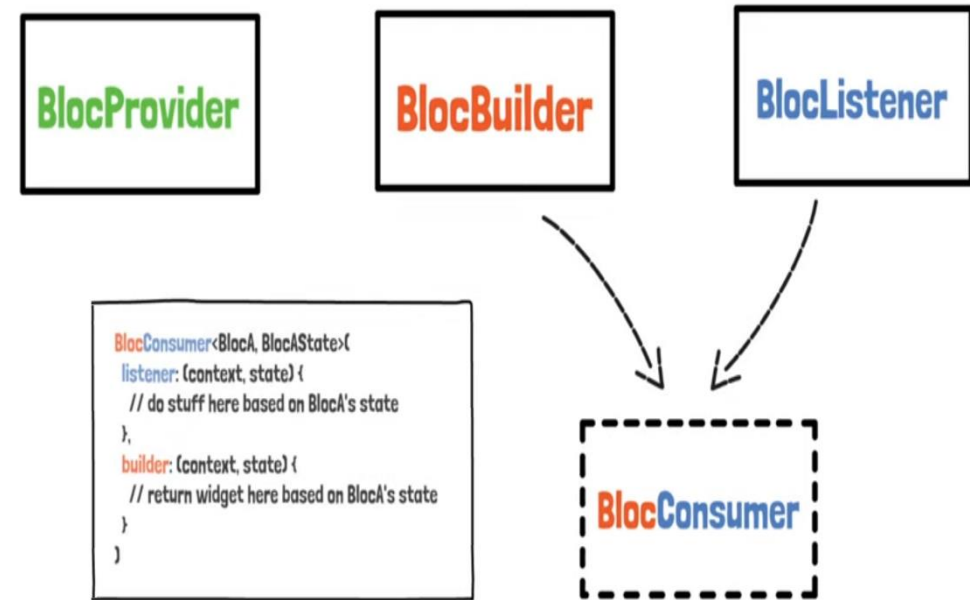 BlocProvider
BlocBuilder
BlocListener
BlocConsumer<BlocA, BlocAState>(
listener: (context, state) {
// do stuff here based on BlocA's state
},
builder: (context, state) {
// return widget here based on BlocA's state
}
)
BlocConsumer